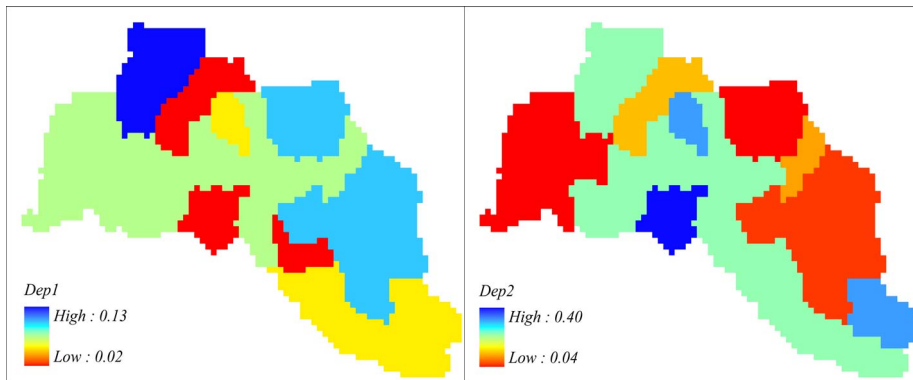 Dep1
High : 0.13
Low : 0.02
Dep2
High : 0.40
Low : 0.04